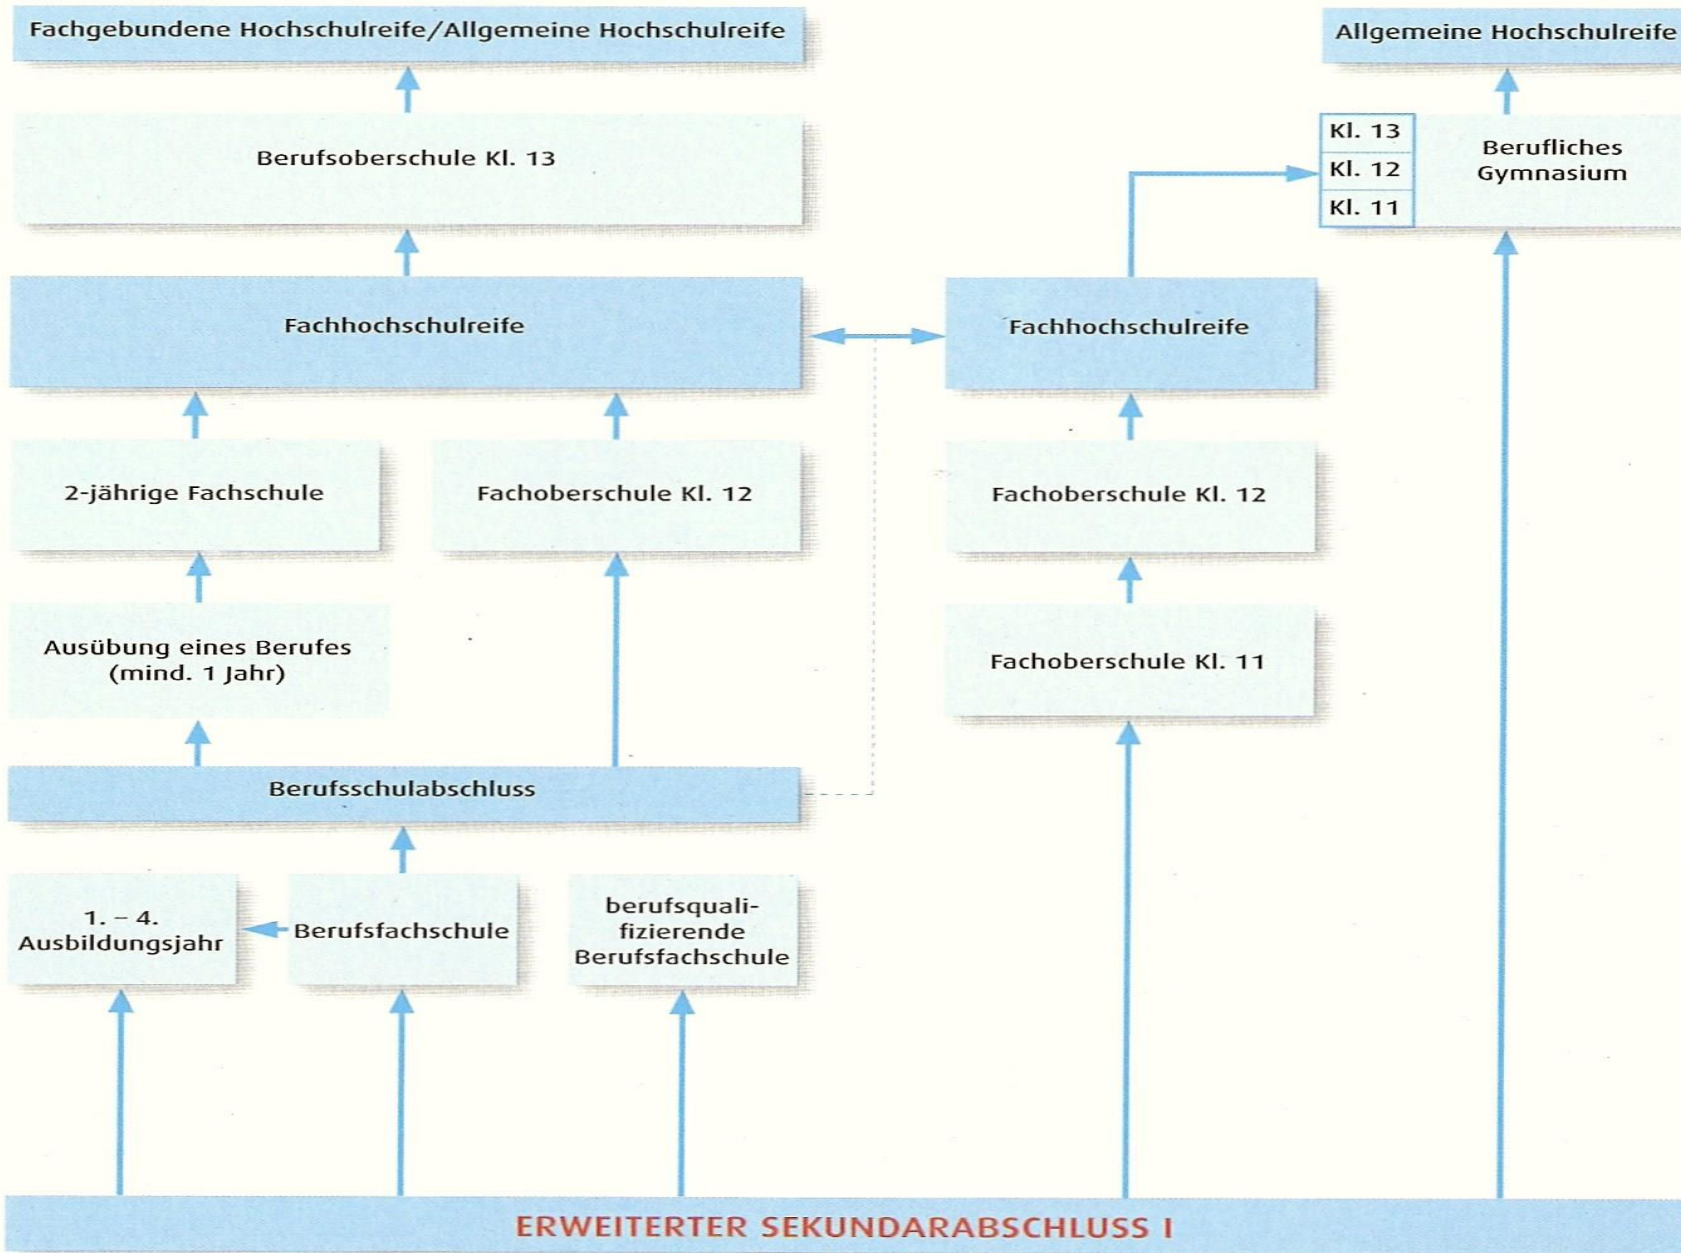 Fachgebundene Hochschulreife/Allgemeine Hochschulreife
Allgemeine Hochschulreife
Berufsoberschule Kl. 13
Kl. 13
Kl. 12
Kl. 11
Berufliches
Gymnasium
Fachhochschulreife
Fachhochschulreife
2-jährige Fachschule
Fachoberschule Kl. 12
Fachoberschule Kl. 12
Ausübung eines Berufes
(mind. 1 Jahr)
Fachoberschule Kl. 11
Berufsschulabschluss
1. – 4.
Ausbildungsjahr
Berufsfachschule
berufsquali-
fizierende
Berufsfachschule
ERWEITERTER SEKUNDARABSCHLUSS I